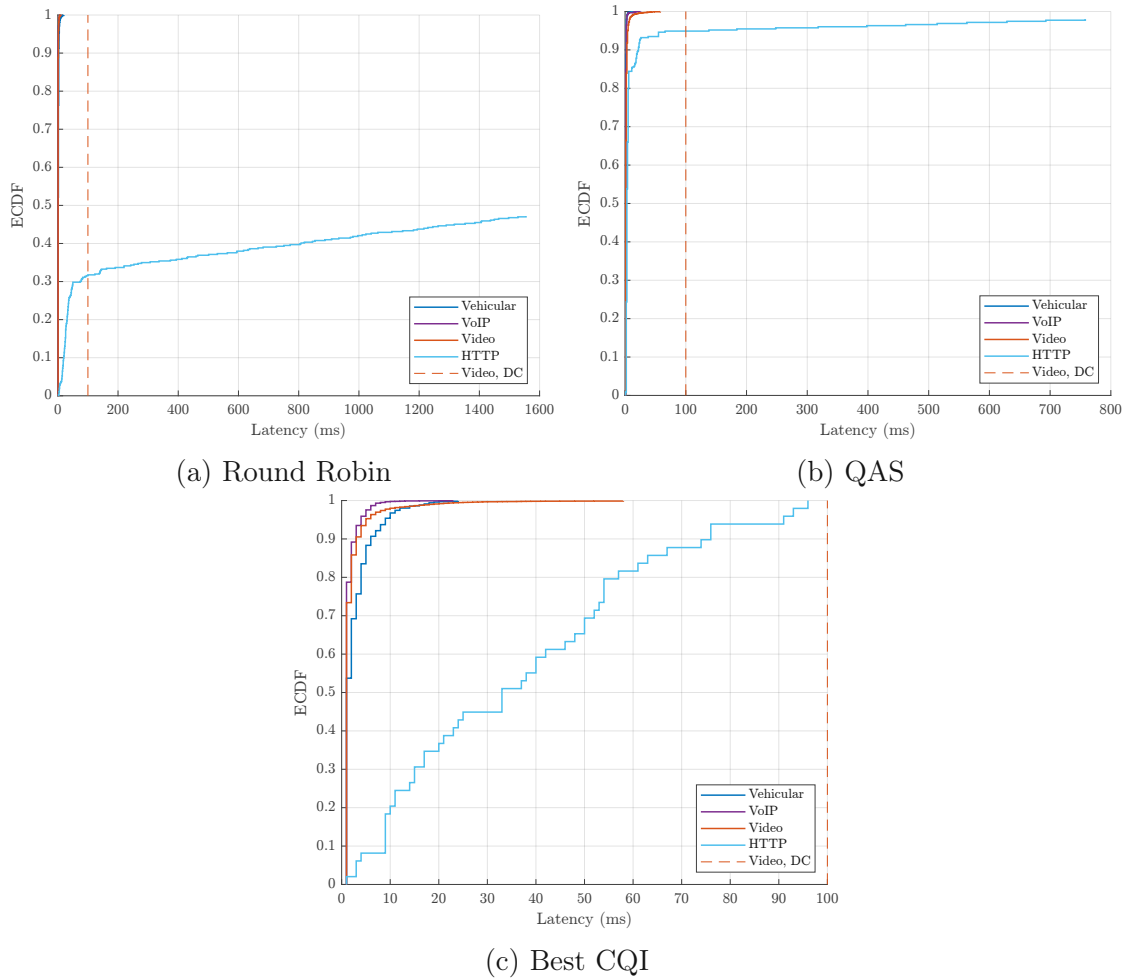 1
0.9
0.8
0.7
0.6
0.5
0.4
0.3
0.2
0.1
0
ECDF
Vehicular
VoIP
Video
HTTP
Video, DC
0 200 400 600 800 1000 1200 1400 1600
Latency (ms)
(a) Round Robin
1
0.9
0.8
0.7
0.6
0.5
0.4
0.3
0.2
0.1
0
ECDF
Vehicular
VoIP
Video
HTTP
Video, DC
0 100 200 300 400 500 600 700 800
Latency (ms)
(b) QAS
1
0.9
0.8
0.7
0.6
0.5
0.4
0.3
0.2
0.1
0
ECDF
Vehicular
VoIP
Video
HTTP
Video, DC
0 10 20 30 40 50 60 70 80 90 100
Latency (ms)
(c) Best CQI